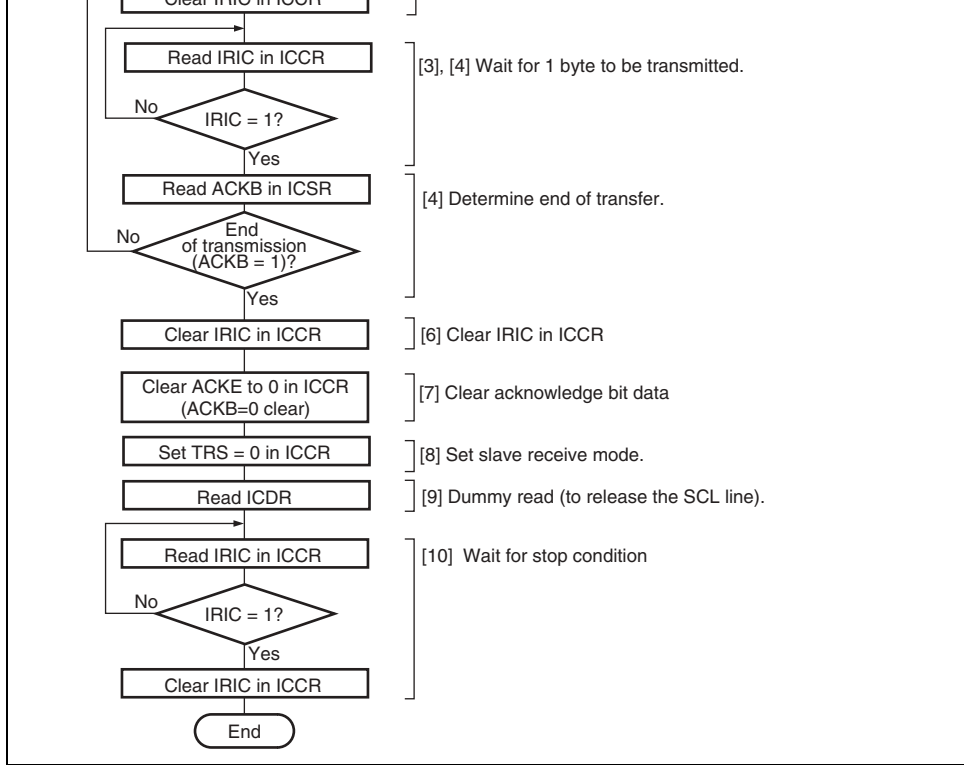 Clear IRIC in ICCR
Read IRIC in ICCR
[3], [4] Wait for 1 byte to be transmitted.
No
IRIC = 1?
Yes
Read ACKB in ICSR
[4] Determine end of transfer.
No
End
of transmission
(ACKB = 1)?
Yes
Clear IRIC in ICCR
[6] Clear IRIC in ICCR
Clear ACKE to 0 in ICCR
(ACKB=0 clear)
[7] Clear acknowledge bit data
Set TRS = 0 in ICCR
[8] Set slave receive mode.
Read ICDR
[9] Dummy read (to release the SCL line).
Read IRIC in ICCR
[10] Wait for stop condition
No
IRIC = 1?
Yes
Clear IRIC in ICCR
End